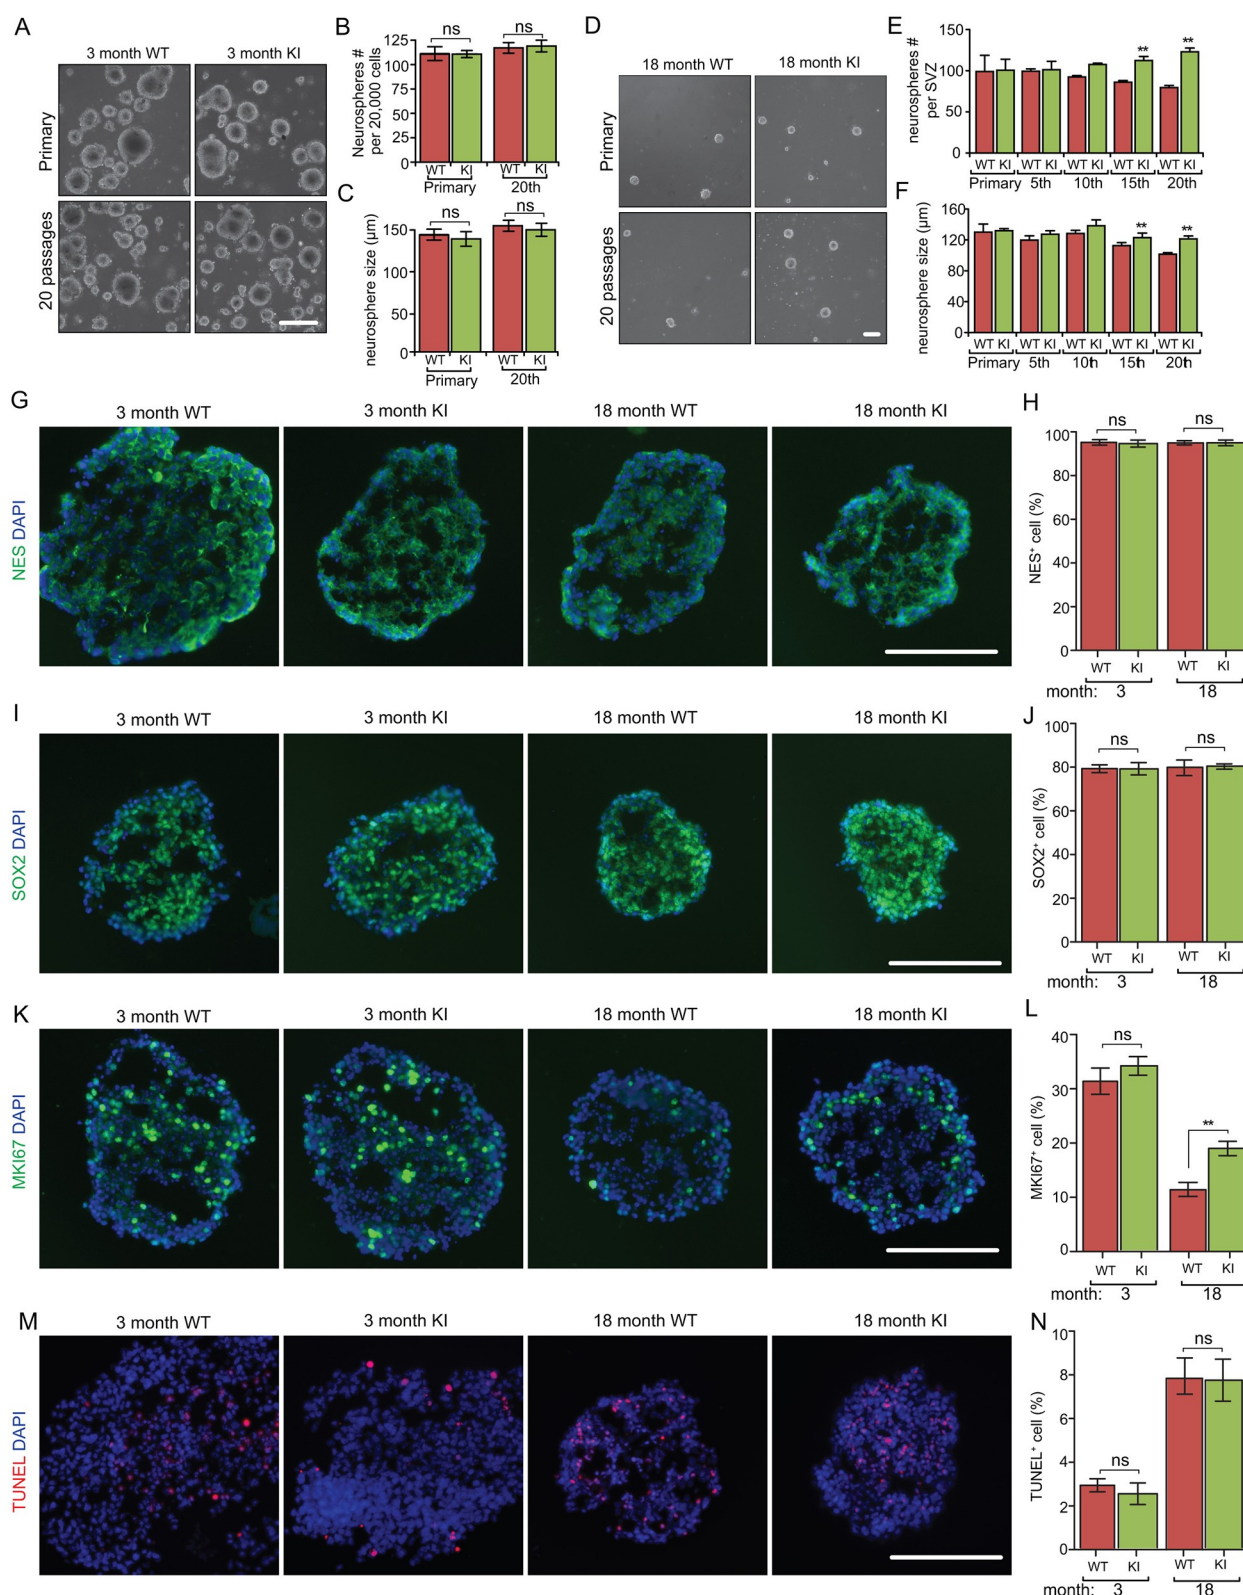 A
3 month WT 3 month KI
Primary
20 passages
B
Neurospheres #
per 20,000 cells
ns ns
125
100
75
50
25
0
WT KI WT KI
Primary 20th
C
neurosphere size (µm)
ns ns
150
100
50
0
WT KI WT KI
Primary 20th
D
18 month WT 18 month KI
Primary
20 passages
E
neurospheres #
per SVZ
150
100
50
0
** **
WT KI WT KI WT KI WT KI WT KI
Primary 5th 10th 15th 20th
F
neurosphere size (µm)
160
120
80
40
0
** **
WT KI WT KI WT KI WT KI WT KI
Primary 5th 10th 15th 20th
G
3 month WT 3 month KI 18 month WT 18 month KI
NES DAPI
H
NES+ cell (%)
ns ns
100
80
60
40
20
0
WT KI WT KI
month: 3 18
I
3 month WT 3 month KI 18 month WT 18 month KI
SOX2 DAPI
J
SOX2+ cell (%)
ns ns
100
80
60
40
20
0
WT KI WT KI
month: 3 18
K
3 month WT 3 month KI 18 month WT 18 month KI
MKI67 DAPI
L
MKI67+ cell (%)
ns **
40
30
20
10
0
WT KI WT KI
month: 3 18
M
3 month WT 3 month KI 18 month WT 18 month KI
TUNEL DAPI
N
TUNEL+ cell (%)
ns ns
10
8
6
4
2
0
WT KI WT KI
month: 3 18